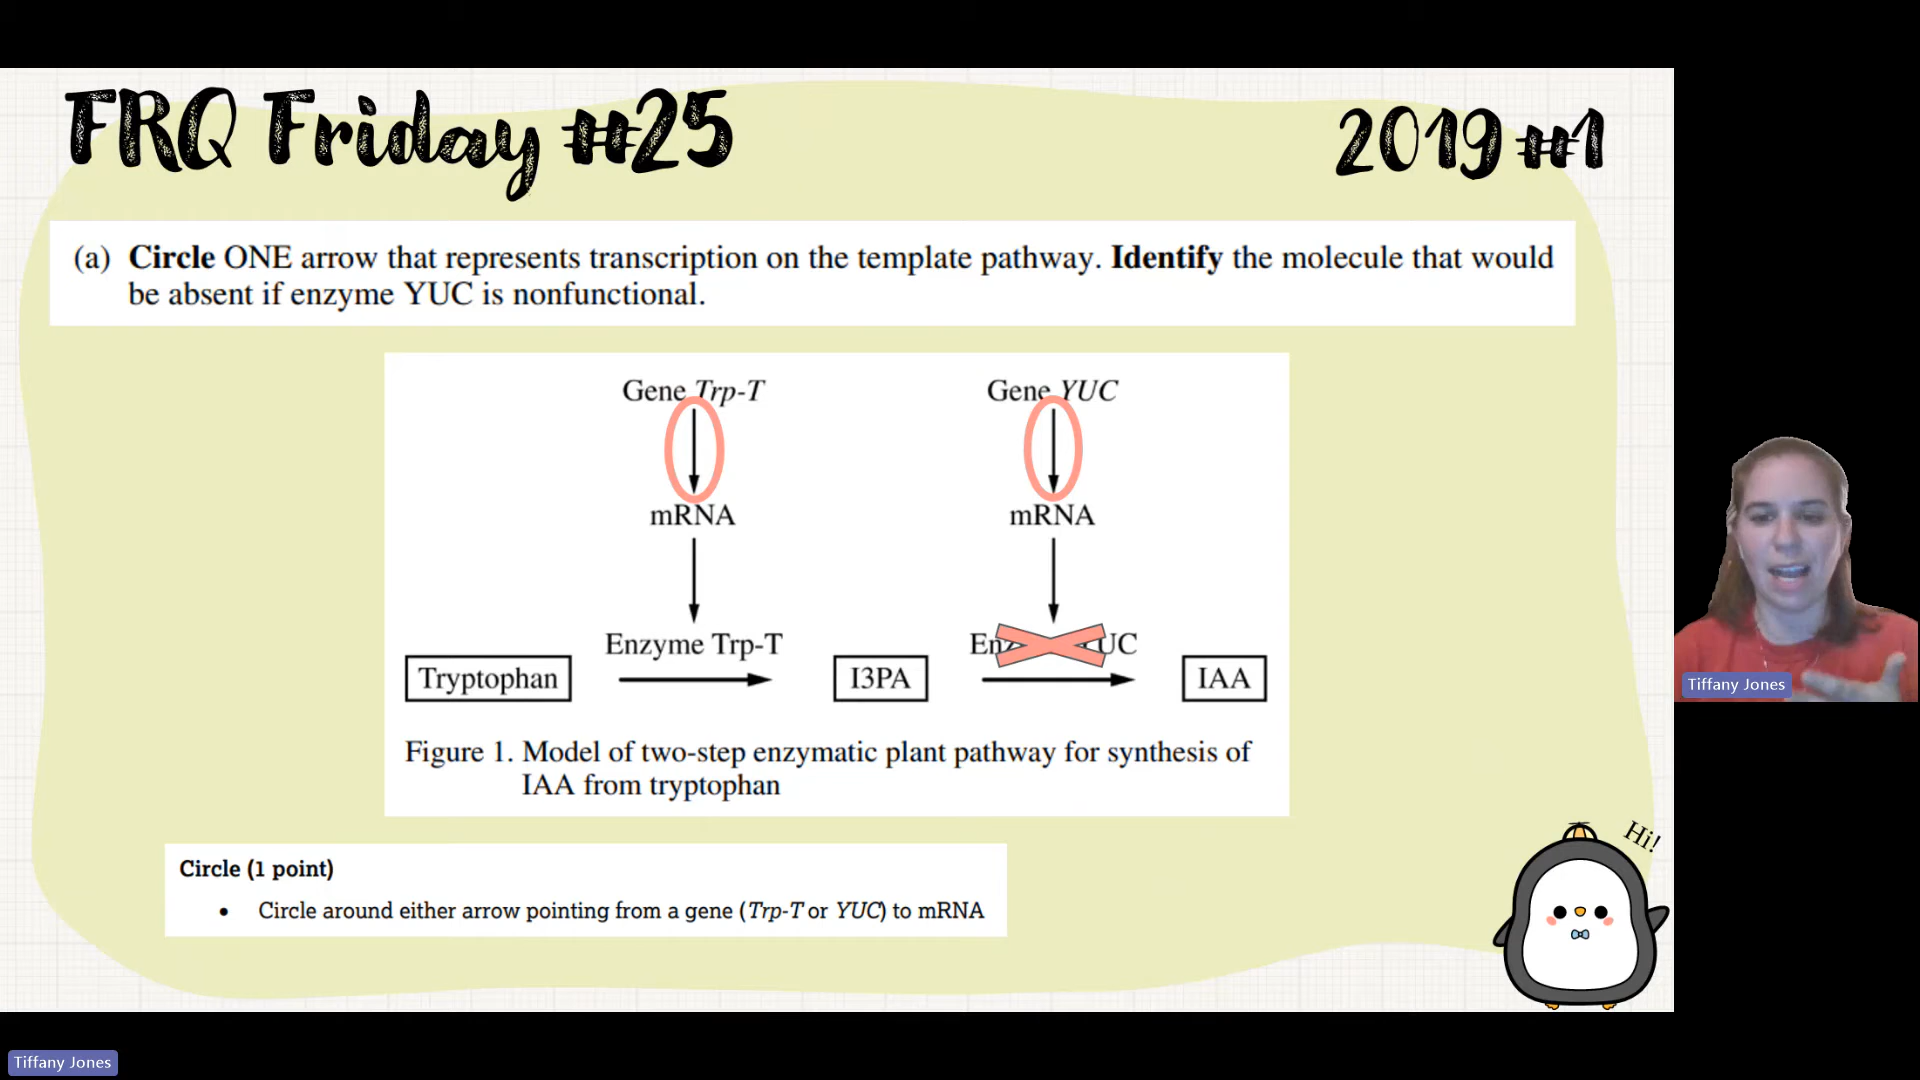 FRQ Friday #25
2019 #1
(a) Circle ONE arrow that represents transcription on the template pathway. Identify the molecule that would
be absent if enzyme YUC is nonfunctional.
Gene Trp-T
Gene YUC
mRNA
mRNA
Enzyme Trp-T
UC
Tryptophan
I3PA
IAA
Figure 1. Model of two-step enzymatic plant pathway for synthesis of
IAA from tryptophan
Circle (1 point)
• Circle around either arrow pointing from a gene (Trp-T or YUC) to mRNA
Hi!
Tiffany Jones
Tiffany Jones